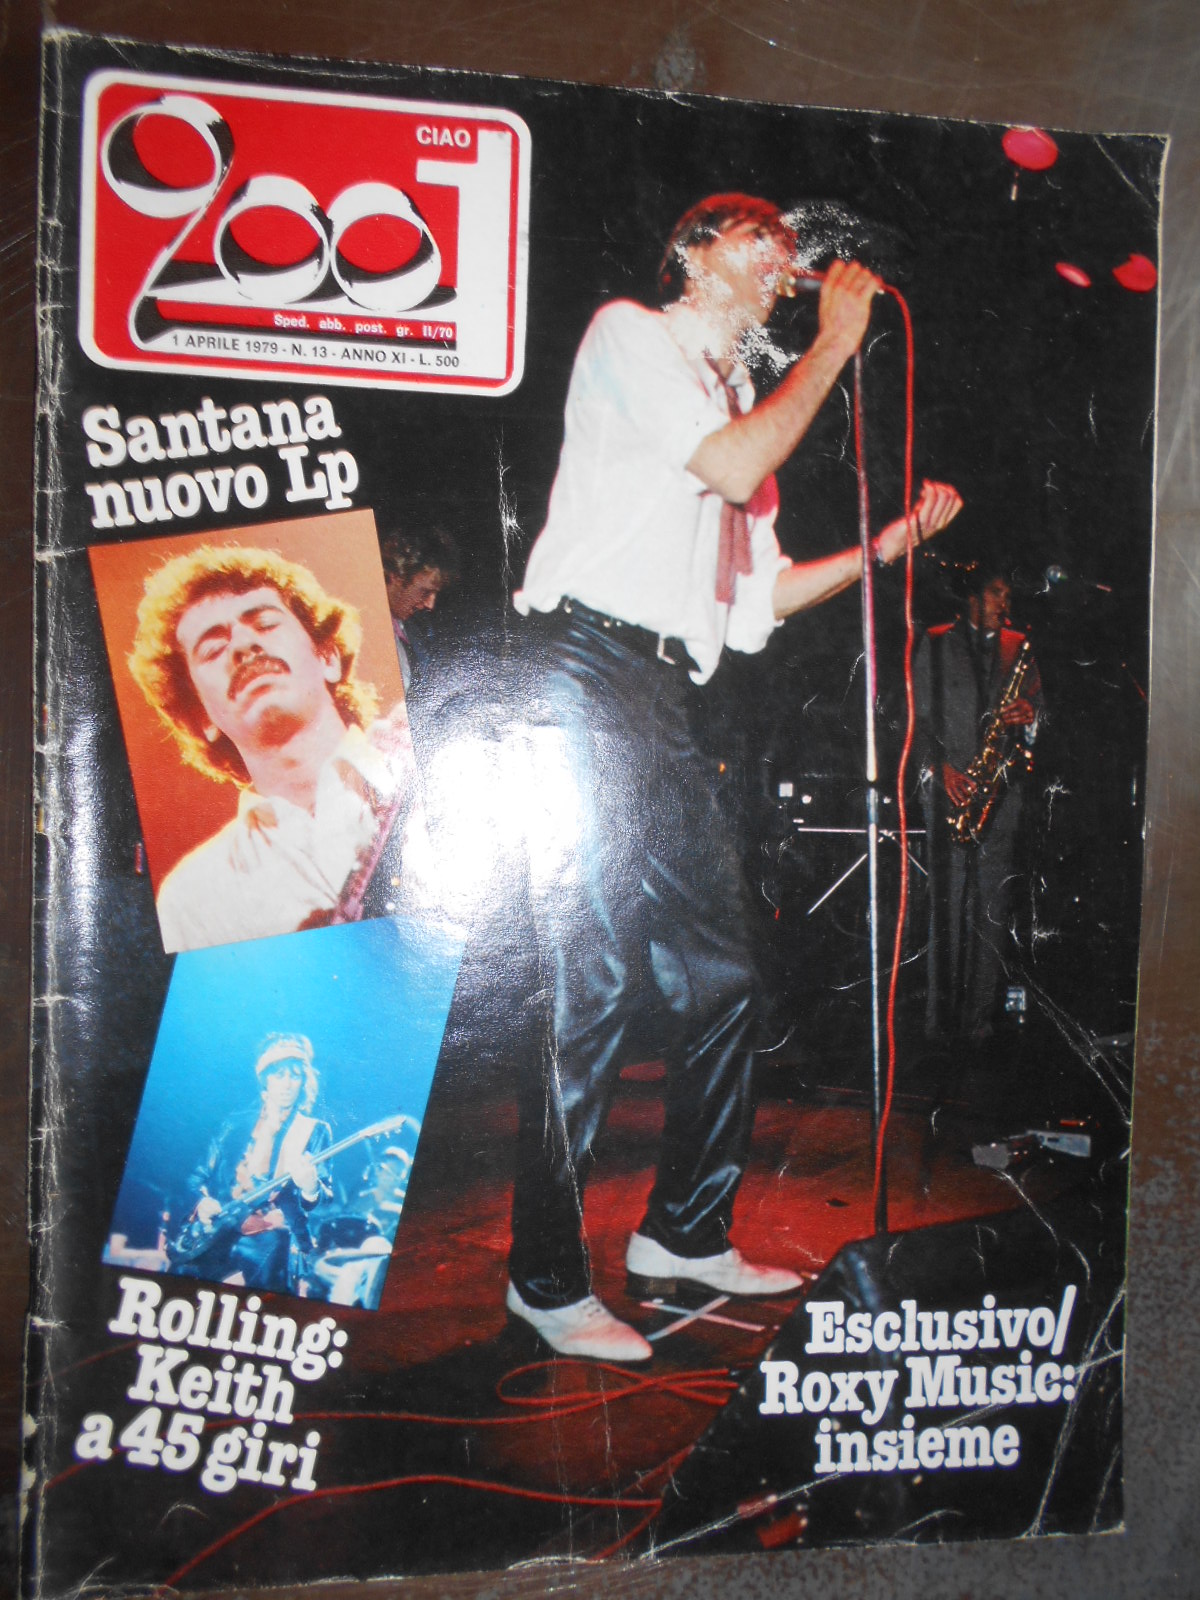 CIAO
2001
Sped. abb. post. gr. II/70
1 APRILE 1979 - N. 13 - ANNO XI - L. 500
Santana
nuovo Lp
Rolling:
Keith
a 45 giri
Esclusivo/
Roxy Music:
insieme